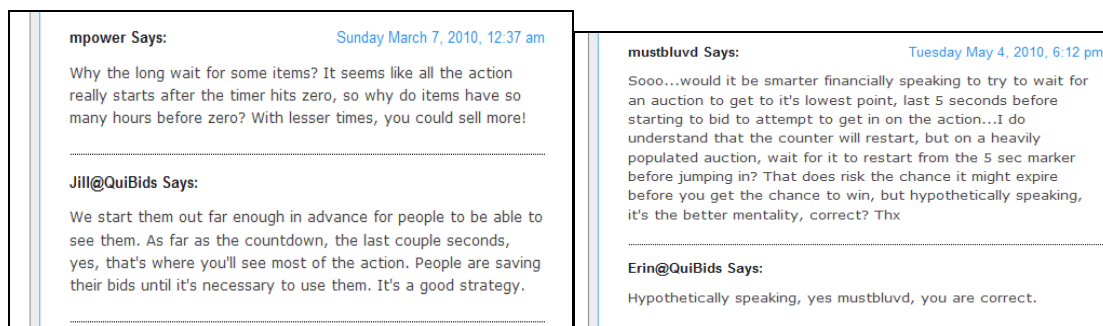 mpower Says: Sunday March 7, 2010, 12:37 am
Why the long wait for some items? It seems like all the action
really starts after the timer hits zero, so why do items have so
many hours before zero? With lesser times, you could sell more!
Jill@QuiBids Says:
We start them out far enough in advance for people to be able to
see them. As far as the countdown, the last couple seconds,
yes, that's where you'll see most of the action. People are saving
their bids until it's necessary to use them. It's a good strategy.
mustbluvd Says: Tuesday May 4, 2010, 6:12 pm
Sooo...would it be smarter financially speaking to try to wait for
an auction to get to it's lowest point, last 5 seconds before
starting to bid to attempt to get in on the action...I do
understand that the counter will restart, but on a heavily
populated auction, wait for it to restart from the 5 sec marker
before jumping in? That does risk the chance it might expire
before you get the chance to win, but hypothetically speaking,
it's the better mentality, correct? Thx
Erin@QuiBids Says:
Hypothetically speaking, yes mustbluvd, you are correct.